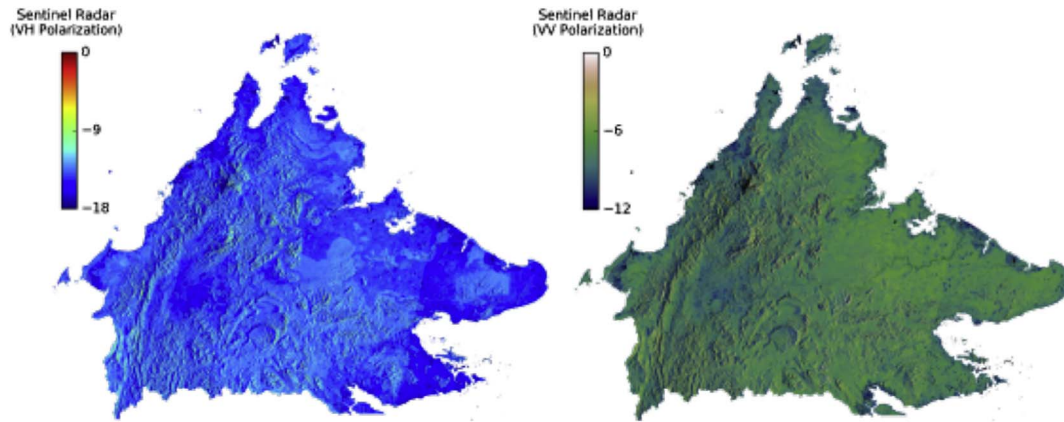 Sentinel Radar
(VH Polarization)
0
−9
−18
Sentinel Radar
(VV Polarization)
0
−6
−12